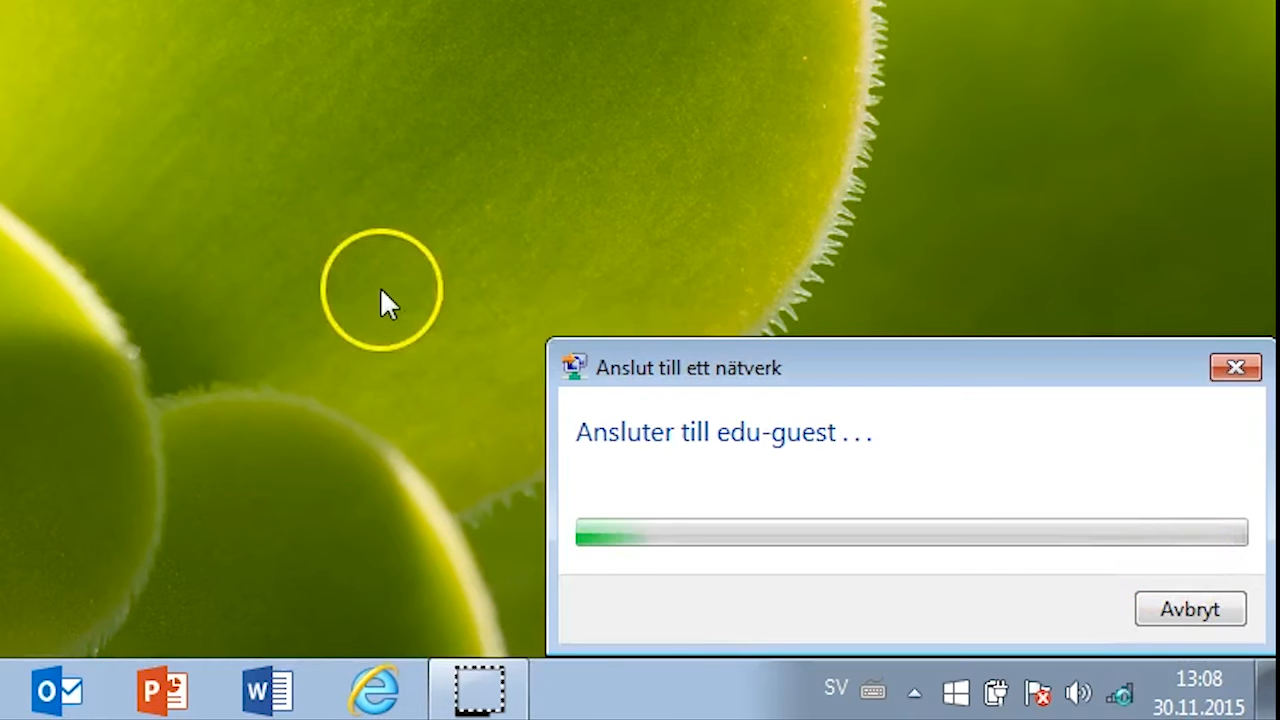 Anslut till ett nätverk
Ansluter till edu-guest . . .
Avbryt
SV
13:08
30.11.2015